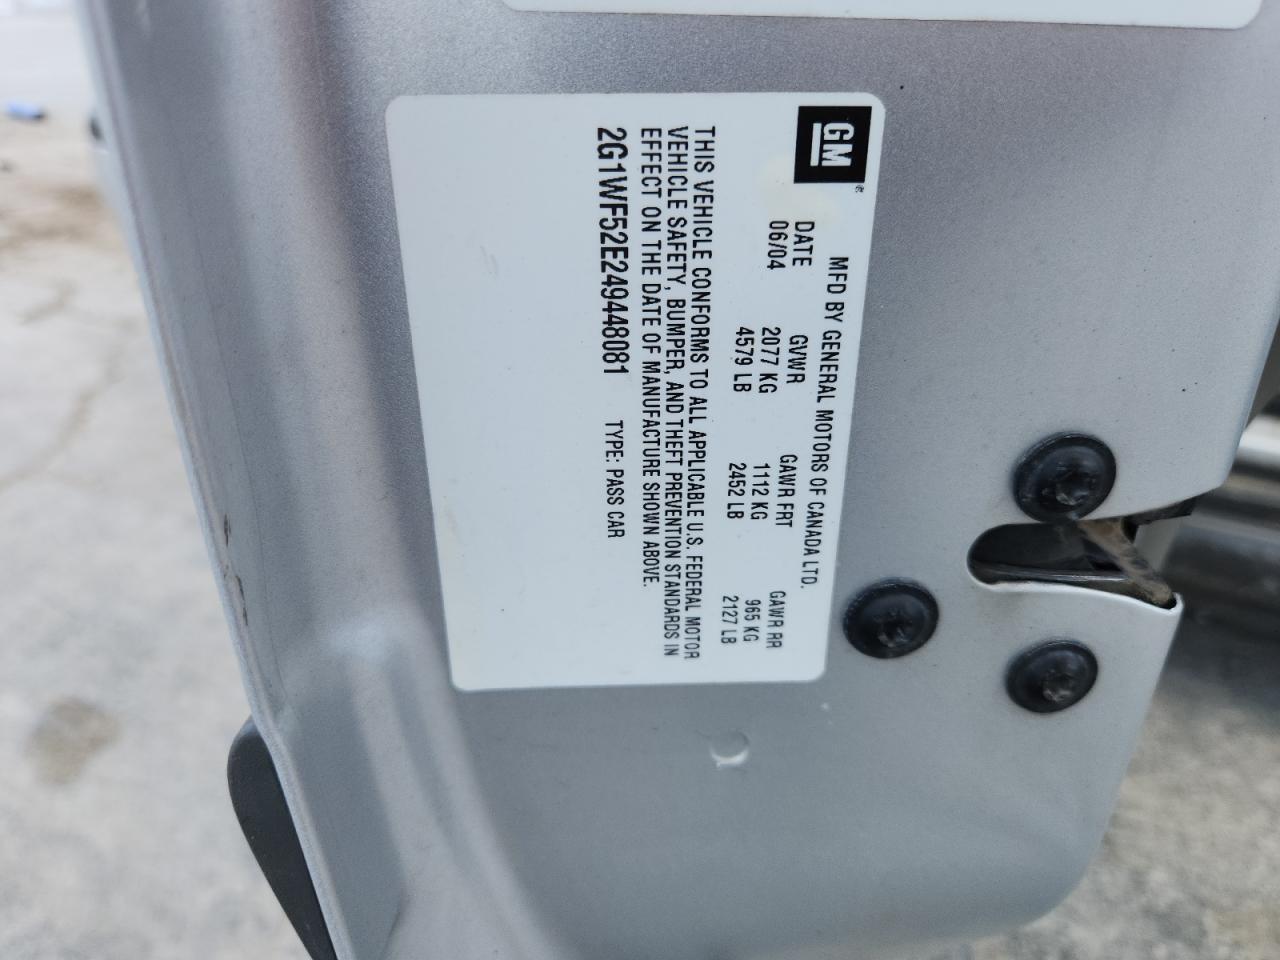 GM®
MFD BY GENERAL MOTORS OF CANADA LTD.
DATE GVWR GAWR FRT GAWR RR
06/04 2077 KG 1112 KG 965 KG
4579 LB 2452 LB 2127 LB
THIS VEHICLE CONFORMS TO ALL APPLICABLE U.S. FEDERAL MOTOR
VEHICLE SAFETY, BUMPER, AND THEFT PREVENTION STANDARDS IN
EFFECT ON THE DATE OF MANUFACTURE SHOWN ABOVE.
2G1WF52E249448081 TYPE: PASS CAR